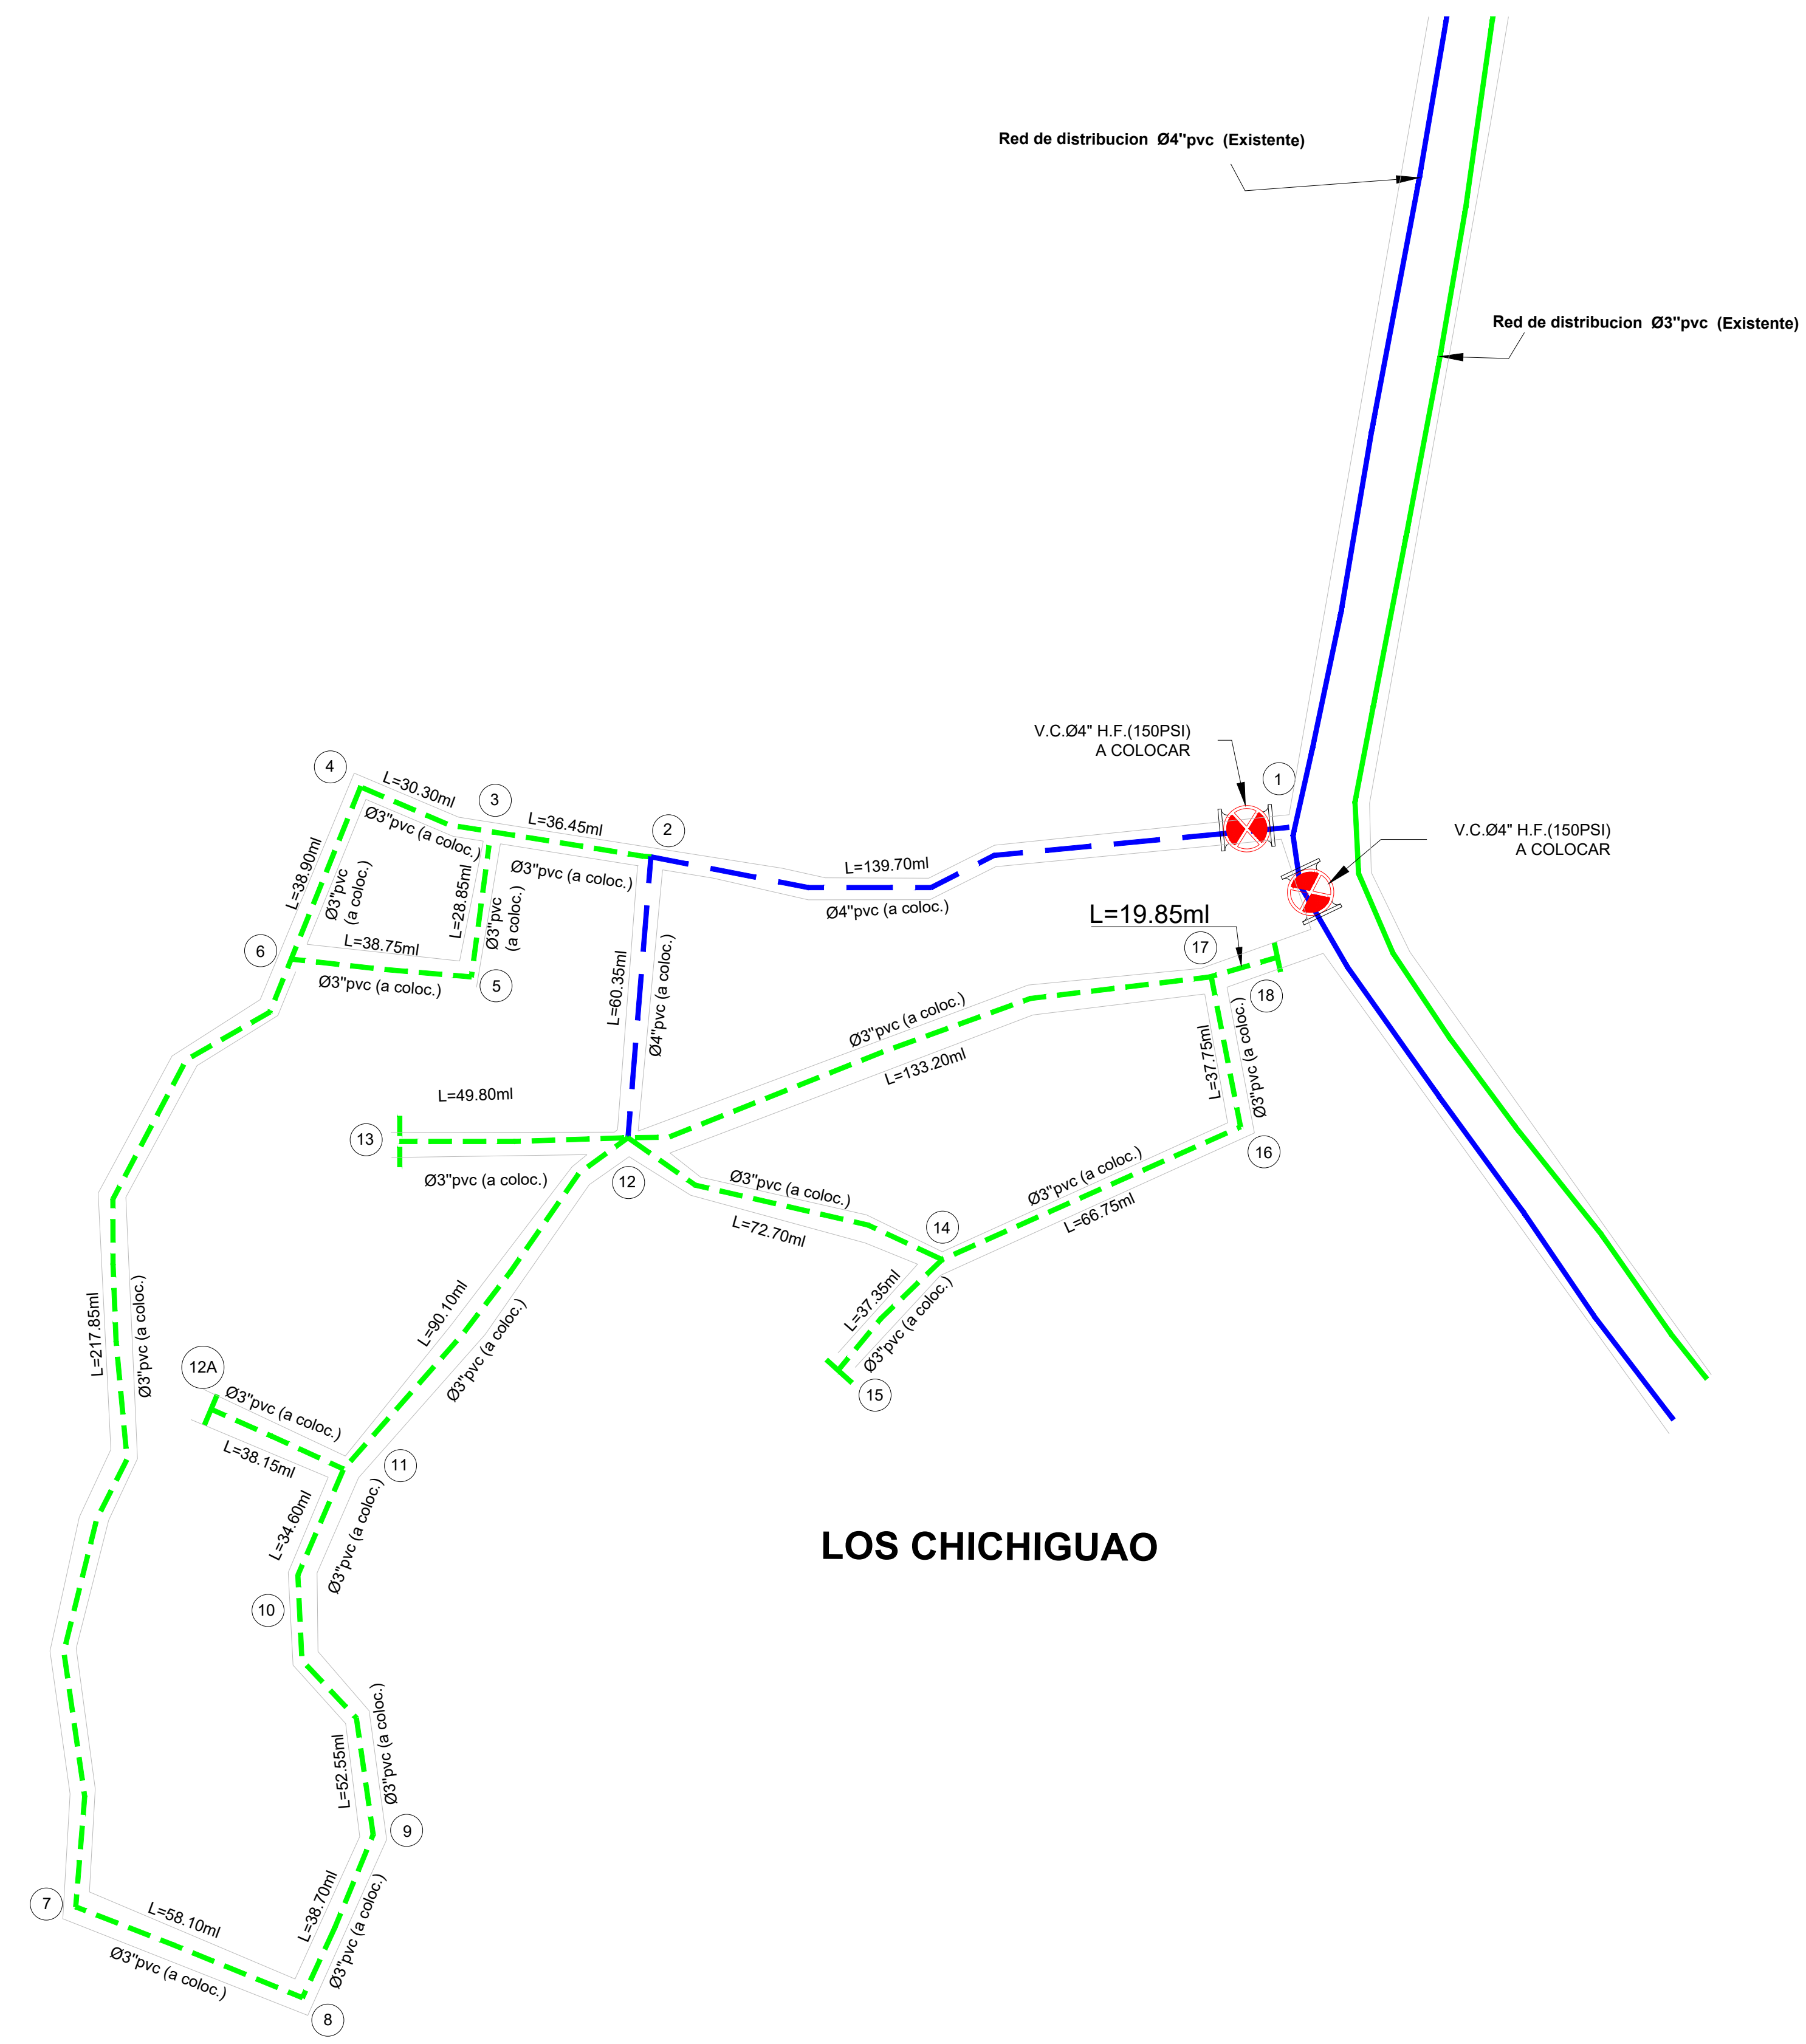 Red de distribucion Ø4"pvc (Existente)
Red de distribucion Ø3"pvc (Existente)
V.C.Ø4" H.F.(150PSI)
A COLOCAR
1
V.C.Ø4" H.F.(150PSI)
A COLOCAR
4
L=30.30ml
Ø3"pvc (a coloc.)
3
L=36.45ml
Ø3"pvc (a coloc.)
2
L=139.70ml
Ø4"pvc (a coloc.)
L=38.90ml
Ø3"pvc
(a coloc.)
L=28.85ml
Ø3"pvc
(a coloc.)
6
L=38.75ml
Ø3"pvc (a coloc.)
5
L=60.35ml
Ø4"pvc (a coloc.)
L=19.85ml
17
18
Ø3"pvc (a coloc.)
L=133.20ml
L=37.75ml
Ø3"pvc (a coloc.)
L=49.80ml
13
Ø3"pvc (a coloc.)
12
16
Ø3"pvc (a coloc.)
L=72.70ml
14
Ø3"pvc (a coloc.)
L=66.75ml
L=37.35ml
Ø3"pvc (a coloc.)
15
L=217.85ml
Ø3"pvc (a coloc.)
L=90.10ml
Ø3"pvc (a coloc.)
12A
Ø3"pvc (a coloc.)
L=38.15ml
11
L=34.60ml
Ø3"pvc (a coloc.)
LOS CHICHIGUAO
10
L=52.55ml
Ø3"pvc (a coloc.)
9
7
L=58.10ml
Ø3"pvc (a coloc.)
L=38.70ml
Ø3"pvc (a coloc.)
8